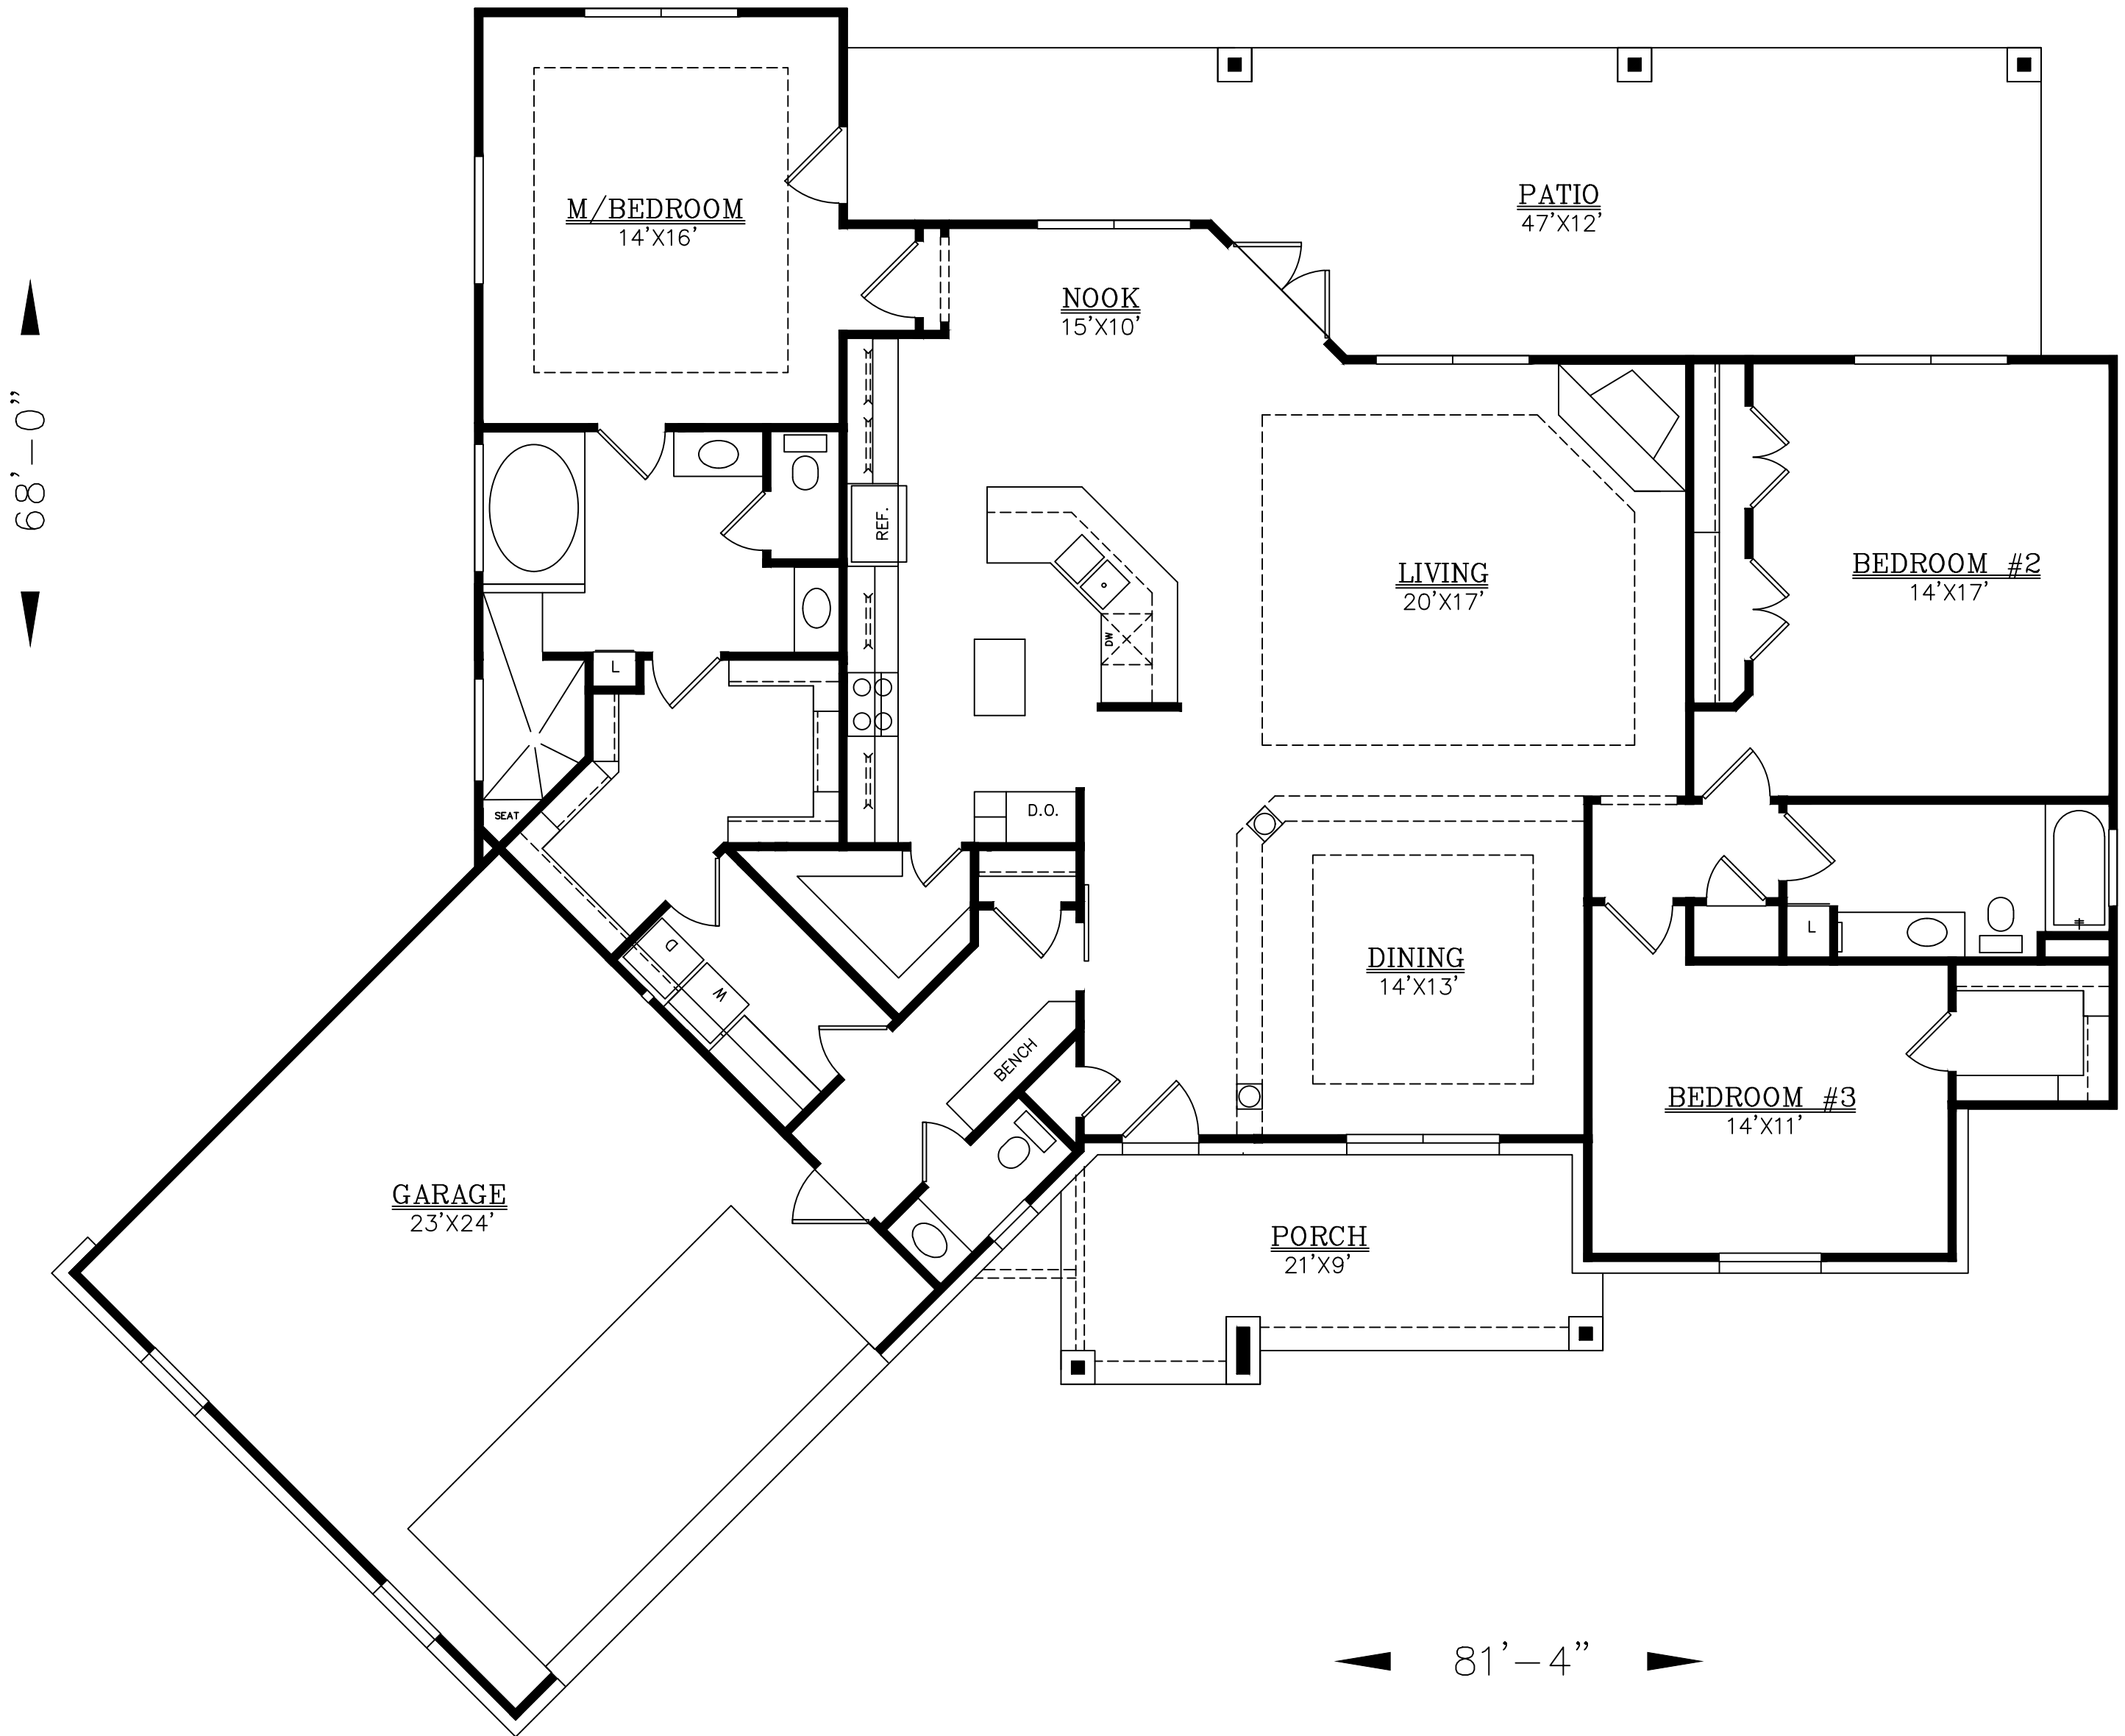 M/BEDROOM
14'X16'
PATIO
47'X12'
NOOK
15'X10'
68'-0"
REF.
LIVING
20'X17'
BEDROOM #2
14'X17'
DW
L
SEAT
D.O.
D
W
DINING
14'X13'
L
BENCH
BEDROOM #3
14'X11'
GARAGE
23'X24'
PORCH
21'X9'
81'-4"